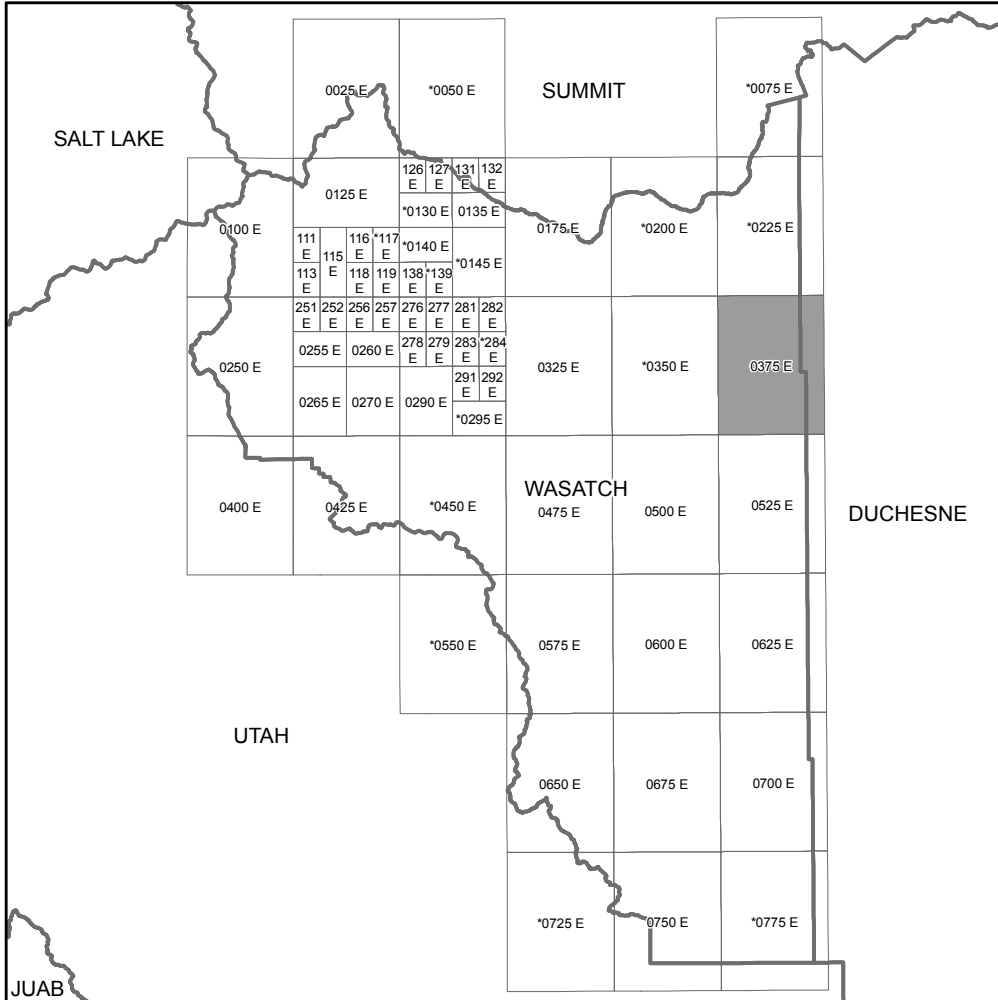 0025 E
*0050 E
SUMMIT
*0075 E
SALT LAKE
126
E
127
E
131
E
132
E
0125 E
*0130 E
0135 E
0100 E
0175 E
*0200 E
*0225 E
111
E
115
E
116
E
*117
E
*0140 E
*0145 E
113
E
118
E
119
E
138
E
*139
E
251
E
252
E
256
E
257
E
276
E
277
E
281
E
282
E
0255 E
0260 E
278
E
279
E
283
E
*284
E
0250 E
0325 E
*0350 E
0375 E
0265 E
0270 E
0290 E
291
E
292
E
*0295 E
WASATCH
0400 E
0425 E
*0450 E
0475 E
0500 E
0525 E
DUCHESNE
*0550 E
0575 E
0600 E
0625 E
UTAH
0650 E
0675 E
0700 E
*0725 E
0750 E
*0775 E
JUAB